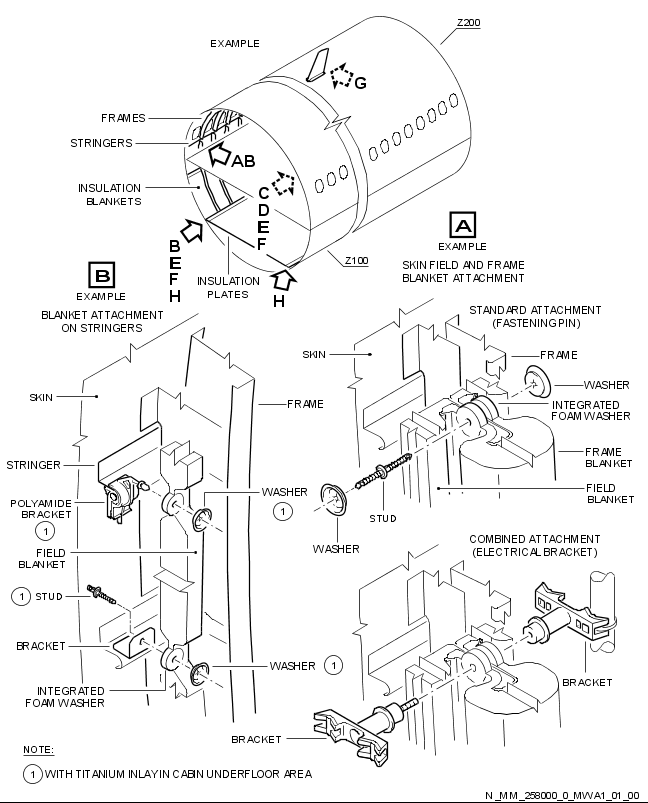 Z200
EXAMPLE
G
FRAMES
STRINGERS
AB
INSULATION
BLANKETS
C
D
E
F
B
E
F
H
INSULATION
PLATES
H
Z100
A
EXAMPLE
SKIN FIELD AND FRAME
BLANKET ATTACHMENT
B
EXAMPLE
BLANKET ATTACHMENT
ON STRINGERS
STANDARD ATTACHMENT
(FASTENING PIN)
SKIN
FRAME
WASHER
INTEGRATED
FOAM WASHER
FRAME
BLANKET
FIELD
BLANKET
STUD
WASHER
SKIN
FRAME
STRINGER
POLYAMIDE
BRACKET
1
WASHER
1
FIELD
BLANKET
1 STUD
BRACKET
WASHER 1
INTEGRATED
FOAM WASHER
COMBINED ATTACHMENT
(ELECTRICAL BRACKET)
BRACKET
BRACKET
NOTE:
1 WITH TITANIUM INLAY IN CABIN UNDERFLOOR AREA
N_MM_258000_0_MWA1_01_00